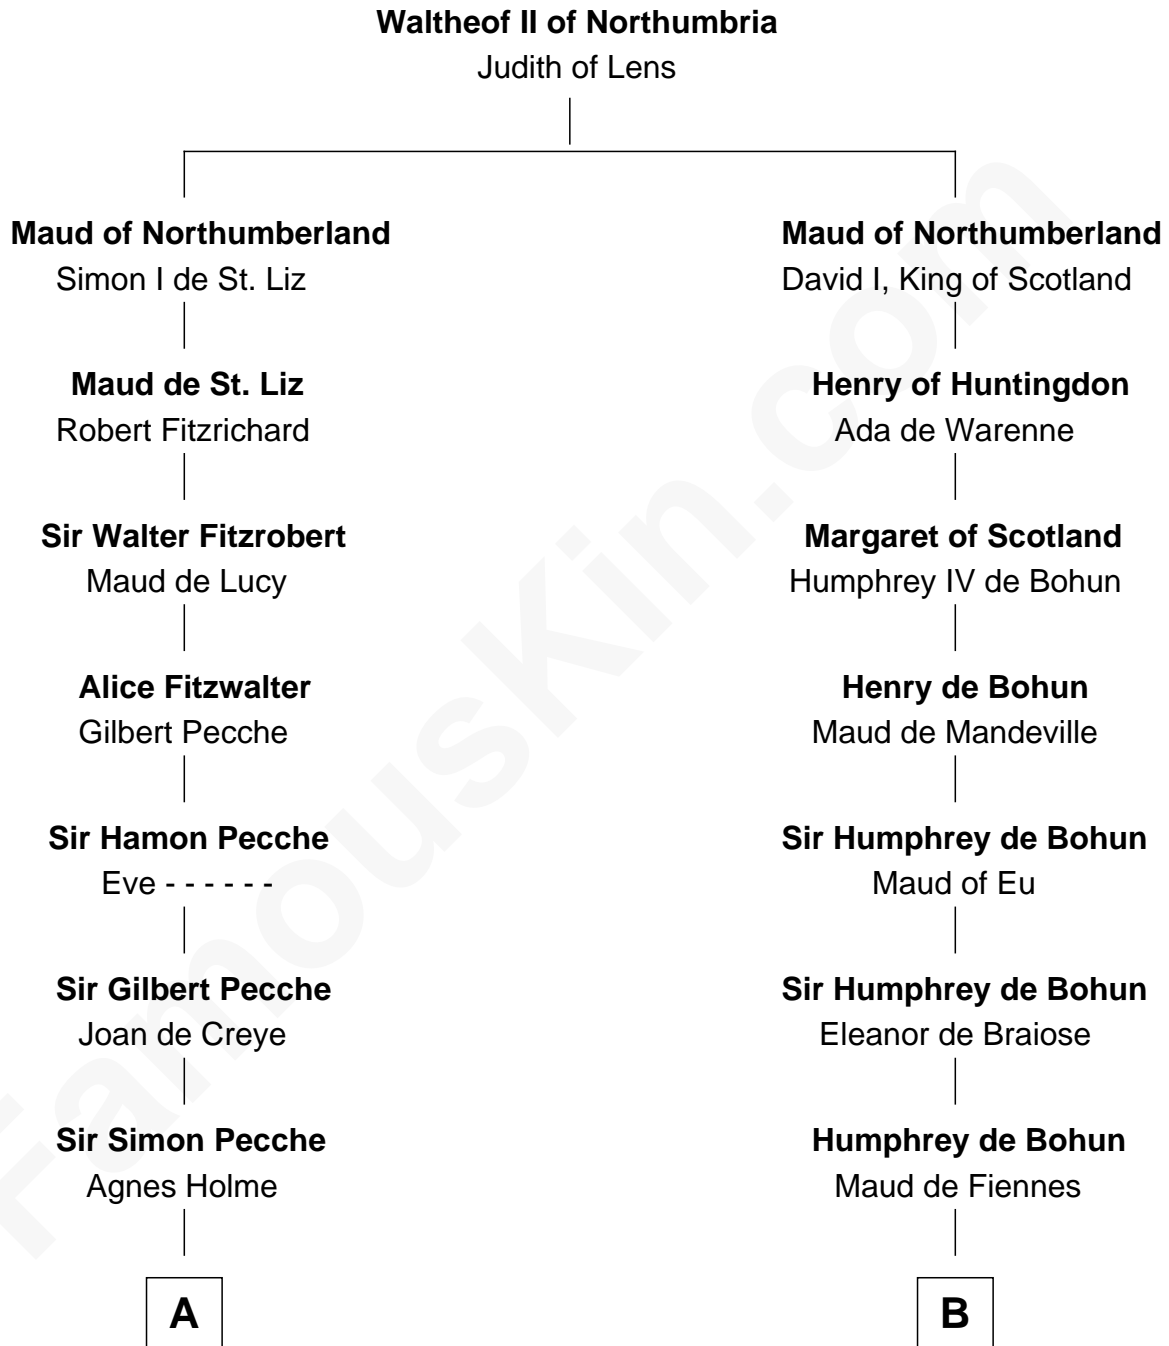 Waltheof II of Northumbria
Judith of Lens
Maud of Northumberland
Simon I de St. Liz
Maud de St. Liz
Robert Fitzrichard
Sir Walter Fitzrobert
Maud de Lucy
Alice Fitzwalter
Gilbert Pecche
Sir Hamon Pecche
Eve - - - - - -
Sir Gilbert Pecche
Joan de Creye
Sir Simon Pecche
Agnes Holme
A
Maud of Northumberland
David I, King of Scotland
Henry of Huntingdon
Ada de Warenne
Margaret of Scotland
Humphrey IV de Bohun
Henry de Bohun
Maud de Mandeville
Sir Humphrey de Bohun
Maud of Eu
Sir Humphrey de Bohun
Eleanor de Braiose
Humphrey de Bohun
Maud de Fiennes
B
FamousKin.com